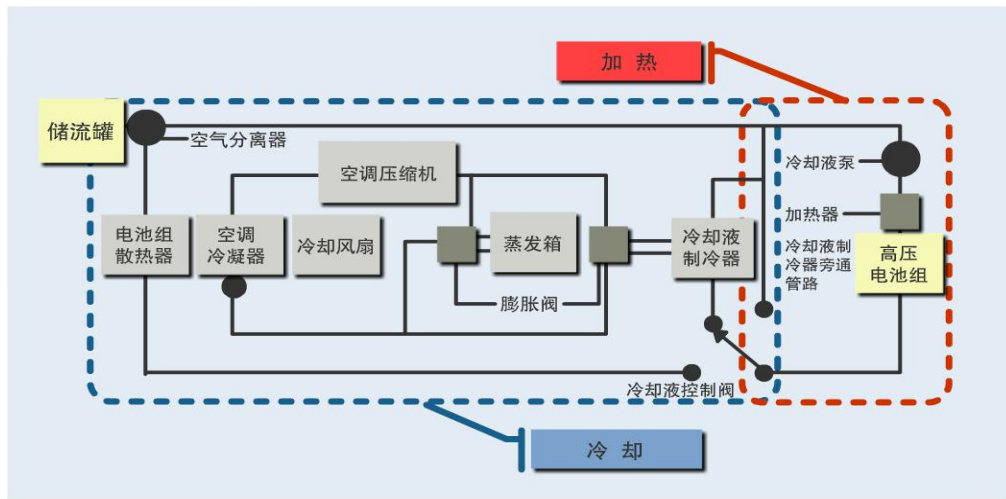 加 热
储流罐
空气分离器
空调压缩机
冷却液泵
加热器
电池组
散热器
空调
冷凝器
冷却风扇
蒸发箱
冷却液
制冷器
冷却液制
冷器旁通
管路
高压
电池组
膨胀阀
冷却液控制阀
冷 却